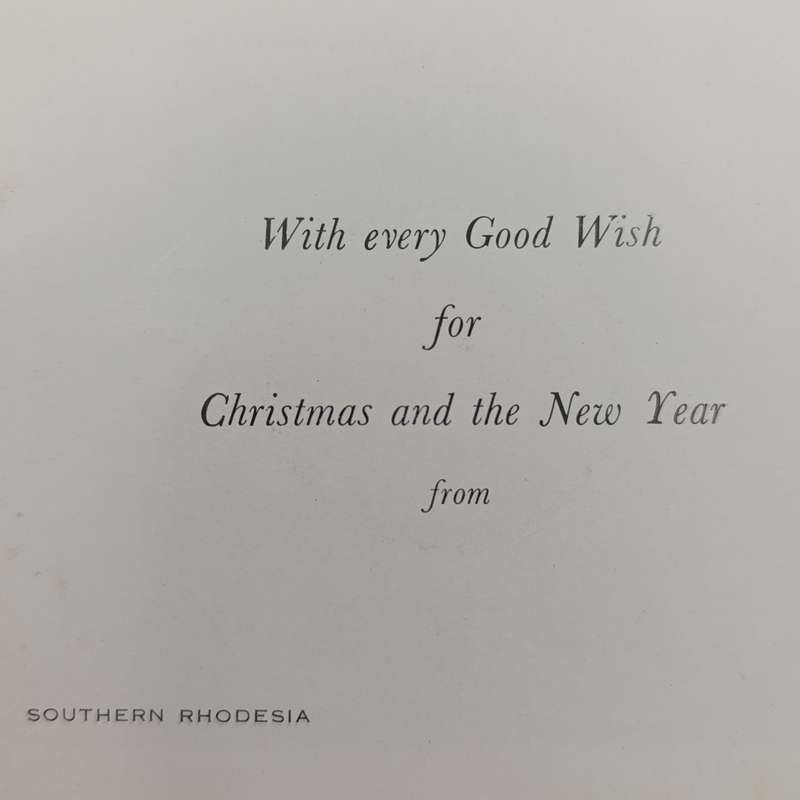 With every Good Wish
for
Christmas and the New Year
from
SOUTHERN RHODESIA